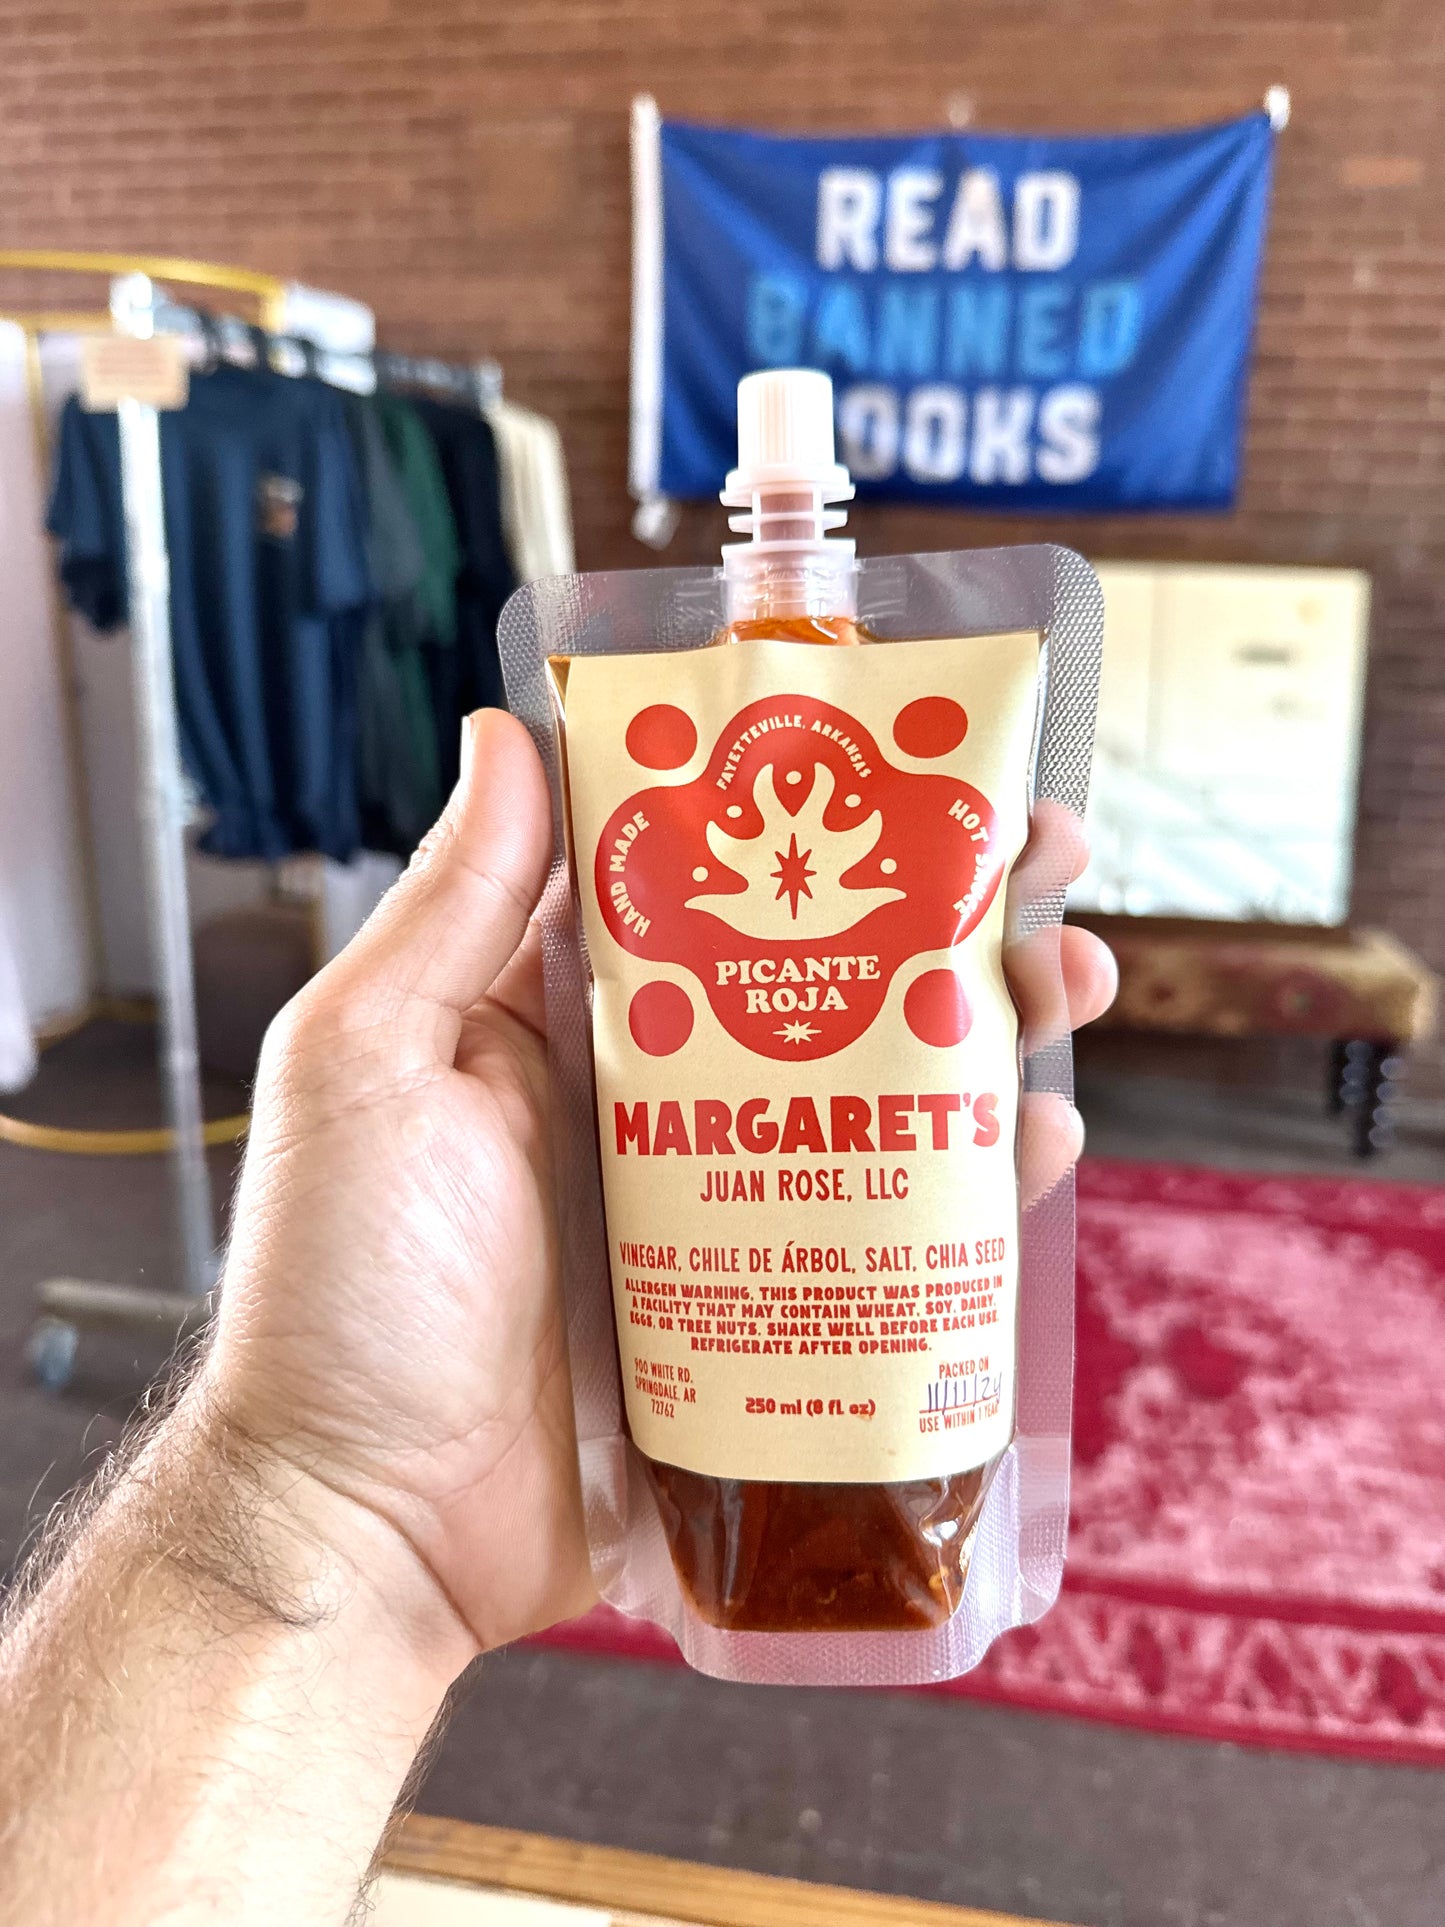 READ
BANNED
BOOKS
FAYETTEVILLE, ARKANSAS
HAND MADE
HOT SAUCE
PICANTE
ROJA
MARGARET'S
JUAN ROSE, LLC
VINEGAR, CHILE DE ÁRBOL, SALT, CHIA SEED
ALLERGEN WARNING, THIS PRODUCT WAS PRODUCED IN
A FACILITY THAT MAY CONTAIN WHEAT, SOY, DAIRY,
EGGS, OR TREE NUTS. SHAKE WELL BEFORE EACH USE.
REFRIGERATE AFTER OPENING.
900 WHITE RD.
SPRINGDALE, AR
72762
250 ml (8 fl oz)
PACKED ON
11/11/24
USE WITHIN 1 YEAR